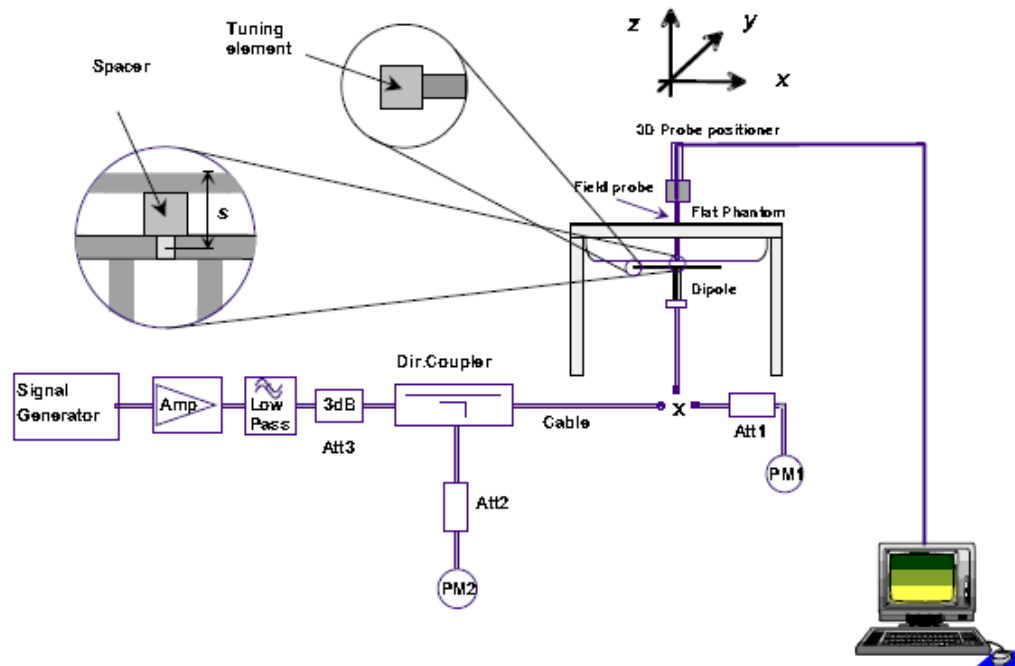 Tuning
element
z
y
x
Spacer
s
3D Probe positioner
Field probe
Flat Phantom
Dipole
Signal
Generator
Amp
Low
Pass
3dB
Att3
Dir.Coupler
Cable
x
Att1
PM1
Att2
PM2